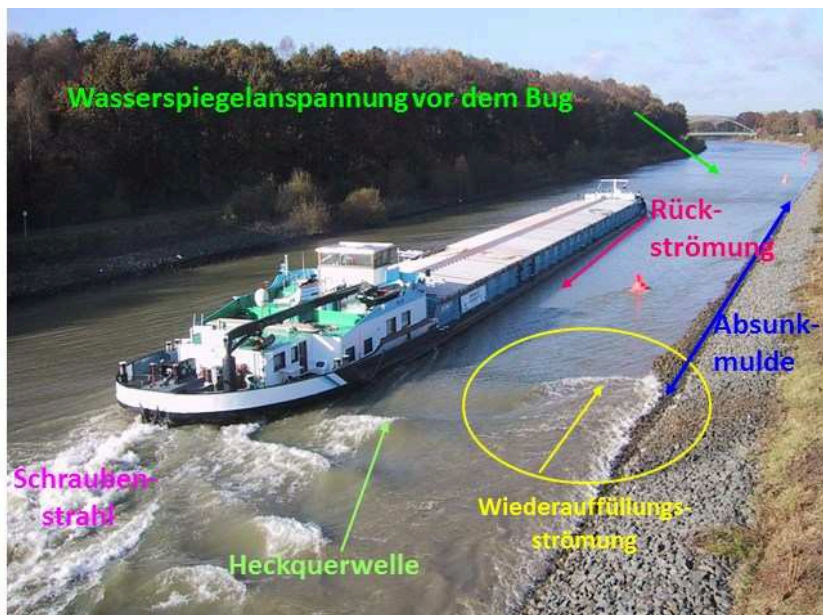 Wasserspiegelanspannung vor dem Bug
Rück-
strömung
Absunk-
mulde
Schrauben-
strahl
Wiederauffüllungs-
strömung
Heckquerwelle